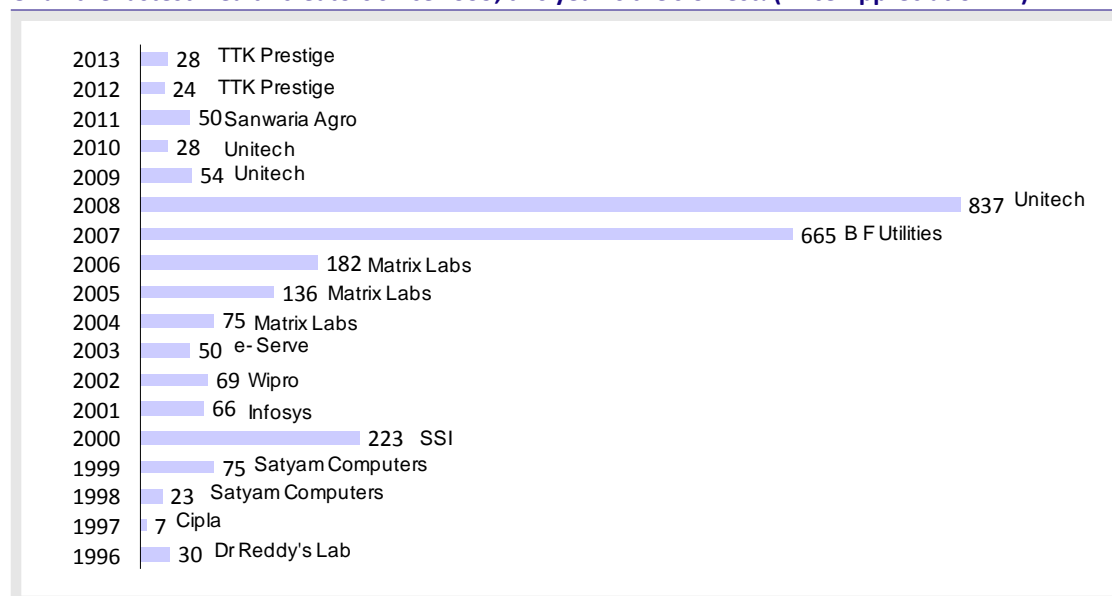 2013 28 TTK Prestige
2012 24 TTK Prestige
2011 50 Sanwaria Agro
2010 28 Unitech
2009 54 Unitech
2008 837 Unitech
2007 665 B F Utilities
2006 182 Matrix Labs
2005 136 Matrix Labs
2004 75 Matrix Labs
2003 50 e-Serve
2002 69 Wipro
2001 66 Infosys
2000 223 SSI
1999 75 Satyam Computers
1998 23 Satyam Computers
1997 7 Cipla
1996 30 Dr Reddy's Lab